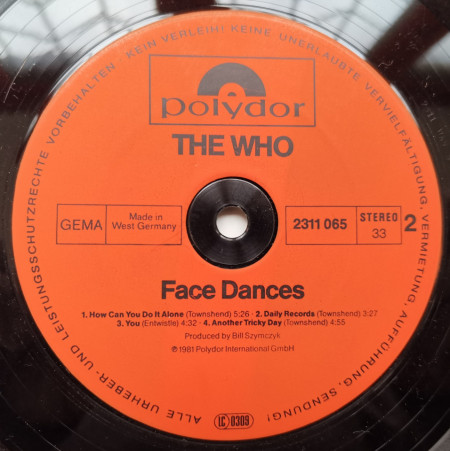 ALLE URHEBER- UND LEISTUNGSSCHUTZRECHTE VORBEHALTEN · KEIN VERLEIH! KEINE UNERLAUBTE VERVIELFÄLTIGUNG, VERMIETUNG, AUFFÜHRUNG, SENDUNG!
polydor
THE WHO
GEMA
Made in
West Germany
2311 065
STEREO
33
2
Face Dances
1. How Can You Do It Alone (Townshend) 5:26 · 2. Daily Records (Townshend) 3:27
3. You (Entwistle) 4:32 · 4. Another Tricky Day (Townshend) 4:55
Produced by Bill Szymczyk
℗ 1981 Polydor International GmbH
LC 0309